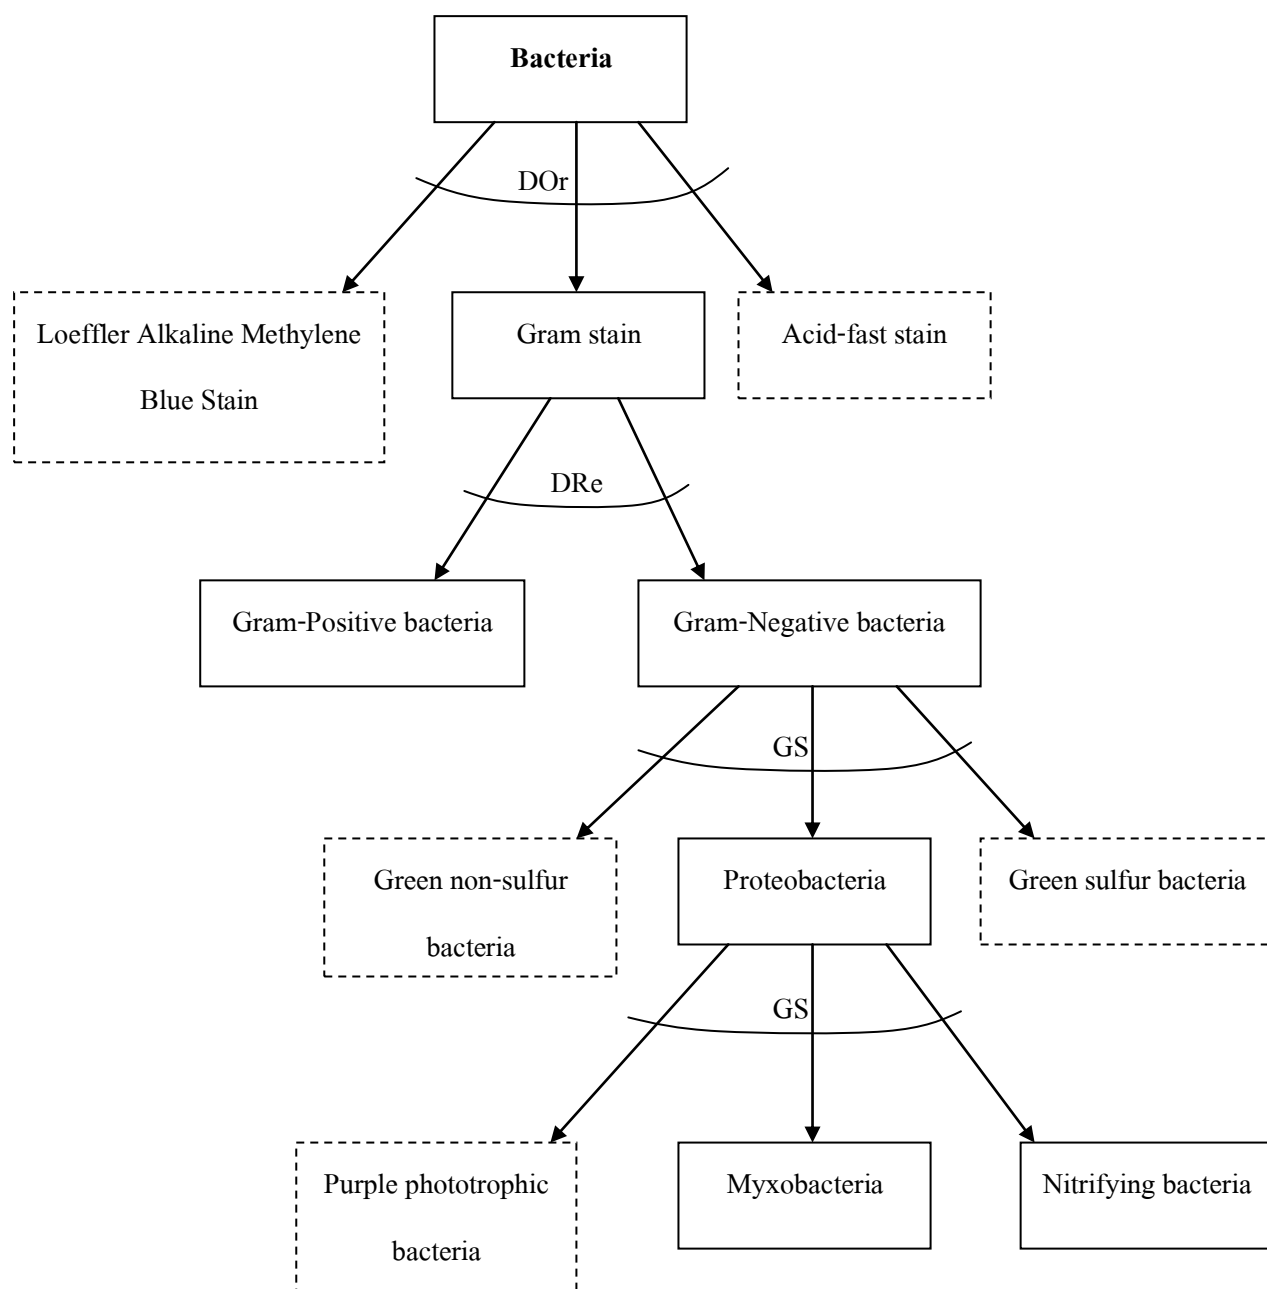 Bacteria
DOr
Loeffler Alkaline Methylene
Blue Stain
Gram stain
Acid-fast stain
DRe
Gram-Positive bacteria
Gram-Negative bacteria
GS
Green non-sulfur
bacteria
Proteobacteria
Green sulfur bacteria
GS
Purple phototrophic
bacteria
Myxobacteria
Nitrifying bacteria